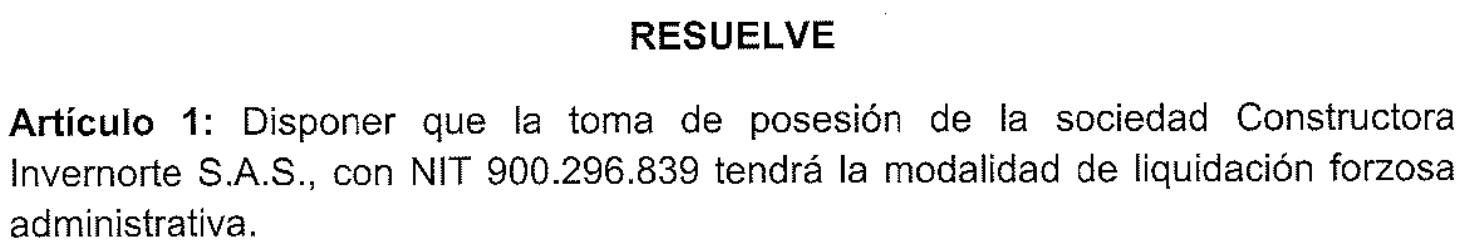 RESUELVE
Artículo 1: Disponer que la toma de posesión de la sociedad Constructora
Invernorte S.A.S., con NIT 900.296.839 tendrá la modalidad de liquidación forzosa
administrativa.